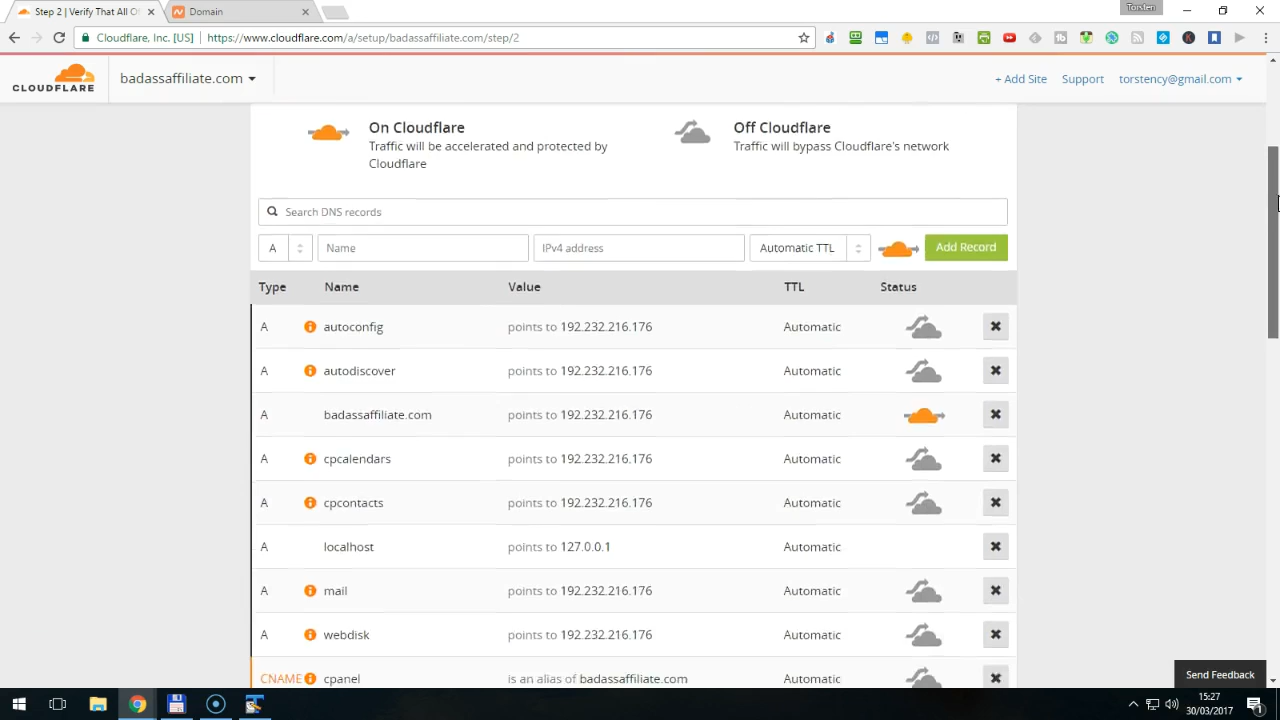 Step 2 | Verify That All O
Domain
Torsten
Cloudflare, Inc. [US]
https://www.cloudflare.com/a/setup/badassaffiliate.com/step/2
CLOUDFLARE
badassaffiliate.com
+ Add Site
Support
torstency@gmail.com
On Cloudflare
Traffic will be accelerated and protected by
Cloudflare
Off Cloudflare
Traffic will bypass Cloudflare's network
Search DNS records
A
Name
IPv4 address
Automatic TTL
Add Record
Type Name Value TTL Status
A autoconfig points to 192.232.216.176 Automatic
A autodiscover points to 192.232.216.176 Automatic
A badassaffiliate.com points to 192.232.216.176 Automatic
A cpcalendars points to 192.232.216.176 Automatic
A cpcontacts points to 192.232.216.176 Automatic
A localhost points to 127.0.0.1 Automatic
A mail points to 192.232.216.176 Automatic
A webdisk points to 192.232.216.176 Automatic
CNAME cpanel is an alias of badassaffiliate.com Automatic
Send Feedback
15:27
30/03/2017
1